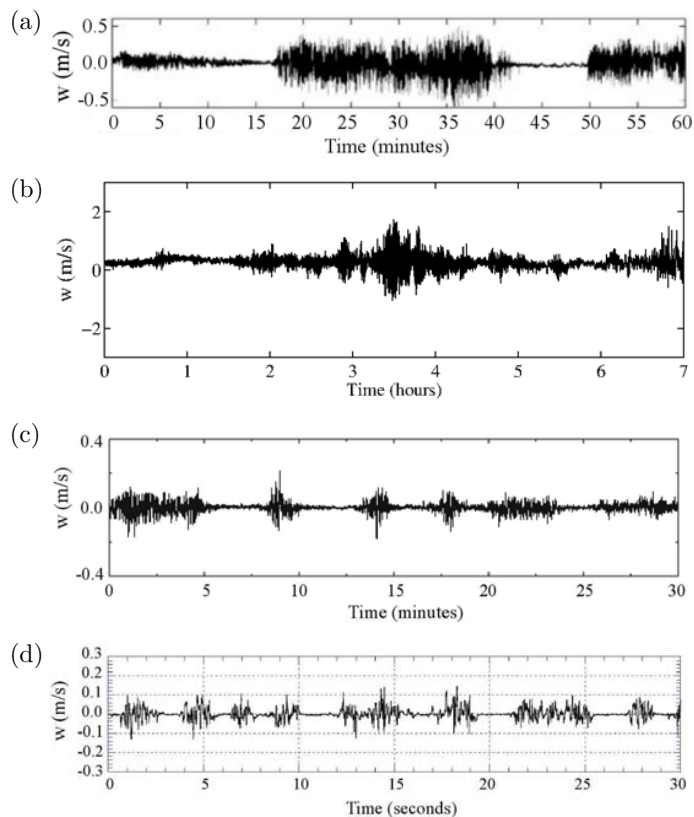 (a)
w (m/s)
0.5
0.0
-0.5
0 5 10 15 20 25 30 35 40 45 50 55 60
Time (minutes)
(b)
w (m/s)
2
0
−2
0 1 2 3 4 5 6 7
Time (hours)
(c)
w (m/s)
0.4
0.0
-0.4
0 5 10 15 20 25 30
Time (minutes)
(d)
w (m/s)
0.3
0.2
0.1
0.0
-0.1
-0.2
-0.3
0 5 10 15 20 25 30
Time (seconds)